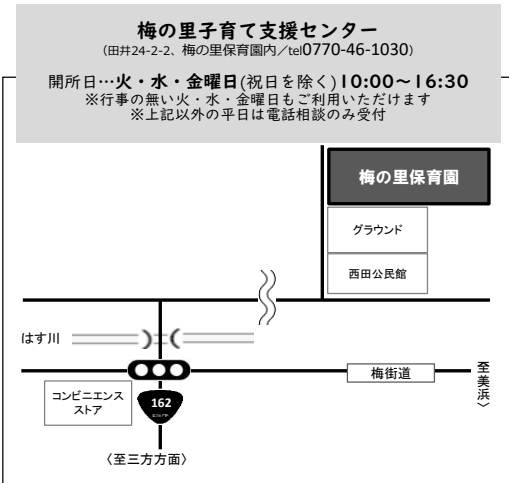 梅の里子育て支援センター
(田井24-2-2、梅の里保育園内／tel0770-46-1030)
開所日…火・水・金曜日(祝日を除く)10:00～16:30
※行事の無い火・水・金曜日もご利用いただけます
※上記以外の平日は電話相談のみ受付
梅の里保育園
グラウンド
西田公民館
はす川
梅街道
至美浜〉
コンビニエンス
ストア
162
〈至三方方面〉